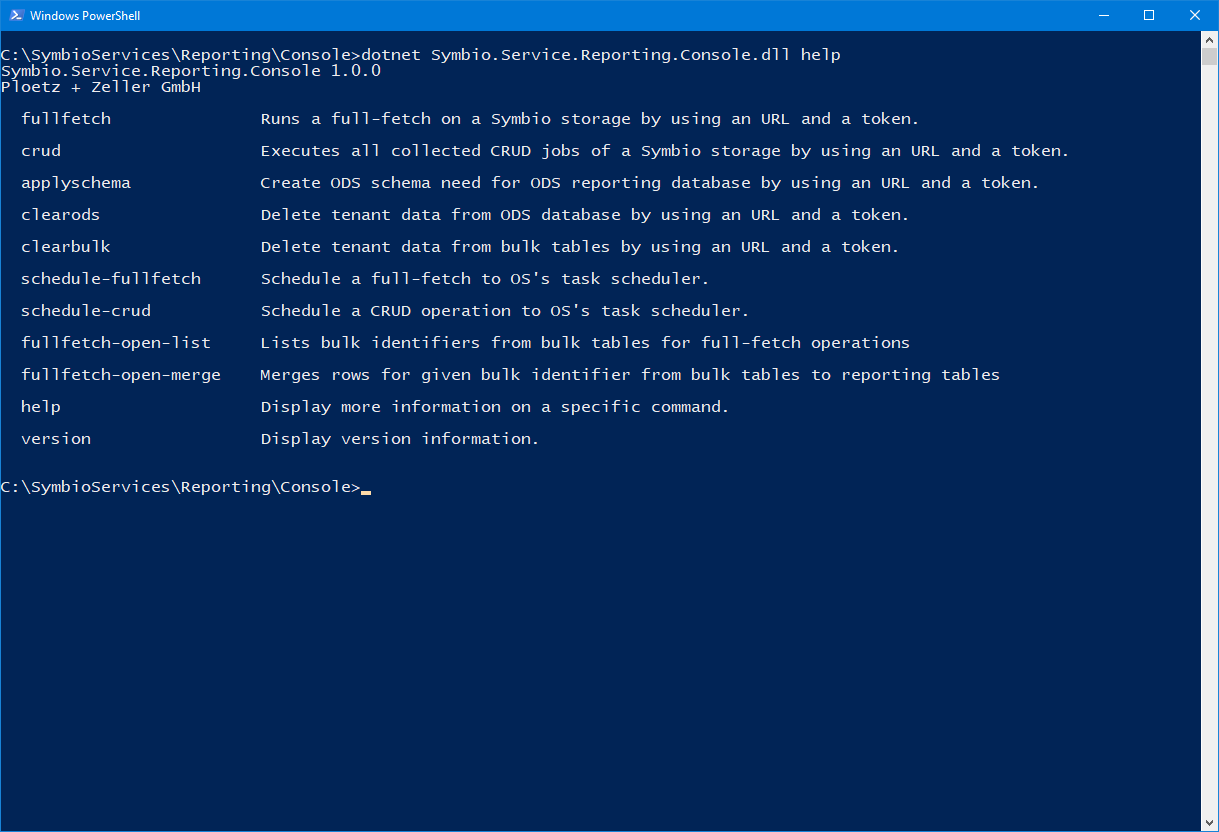 Windows PowerShell
C:\SymbioServices\Reporting\Console>dotnet Symbio.Service.Reporting.Console.dll help
Symbio.Service.Reporting.Console 1.0.0
Ploetz + Zeller GmbH
fullfetch Runs a full-fetch on a Symbio storage by using an URL and a token.
crud Executes all collected CRUD jobs of a Symbio storage by using an URL and a token.
applyschema Create ODS schema need for ODS reporting database by using an URL and a token.
clearods Delete tenant data from ODS database by using an URL and a token.
clearbulk Delete tenant data from bulk tables by using an URL and a token.
schedule-fullfetch Schedule a full-fetch to OS's task scheduler.
schedule-crud Schedule a CRUD operation to OS's task scheduler.
fullfetch-open-list Lists bulk identifiers from bulk tables for full-fetch operations
fullfetch-open-merge Merges rows for given bulk identifier from bulk tables to reporting tables
help Display more information on a specific command.
version Display version information.
C:\SymbioServices\Reporting\Console>